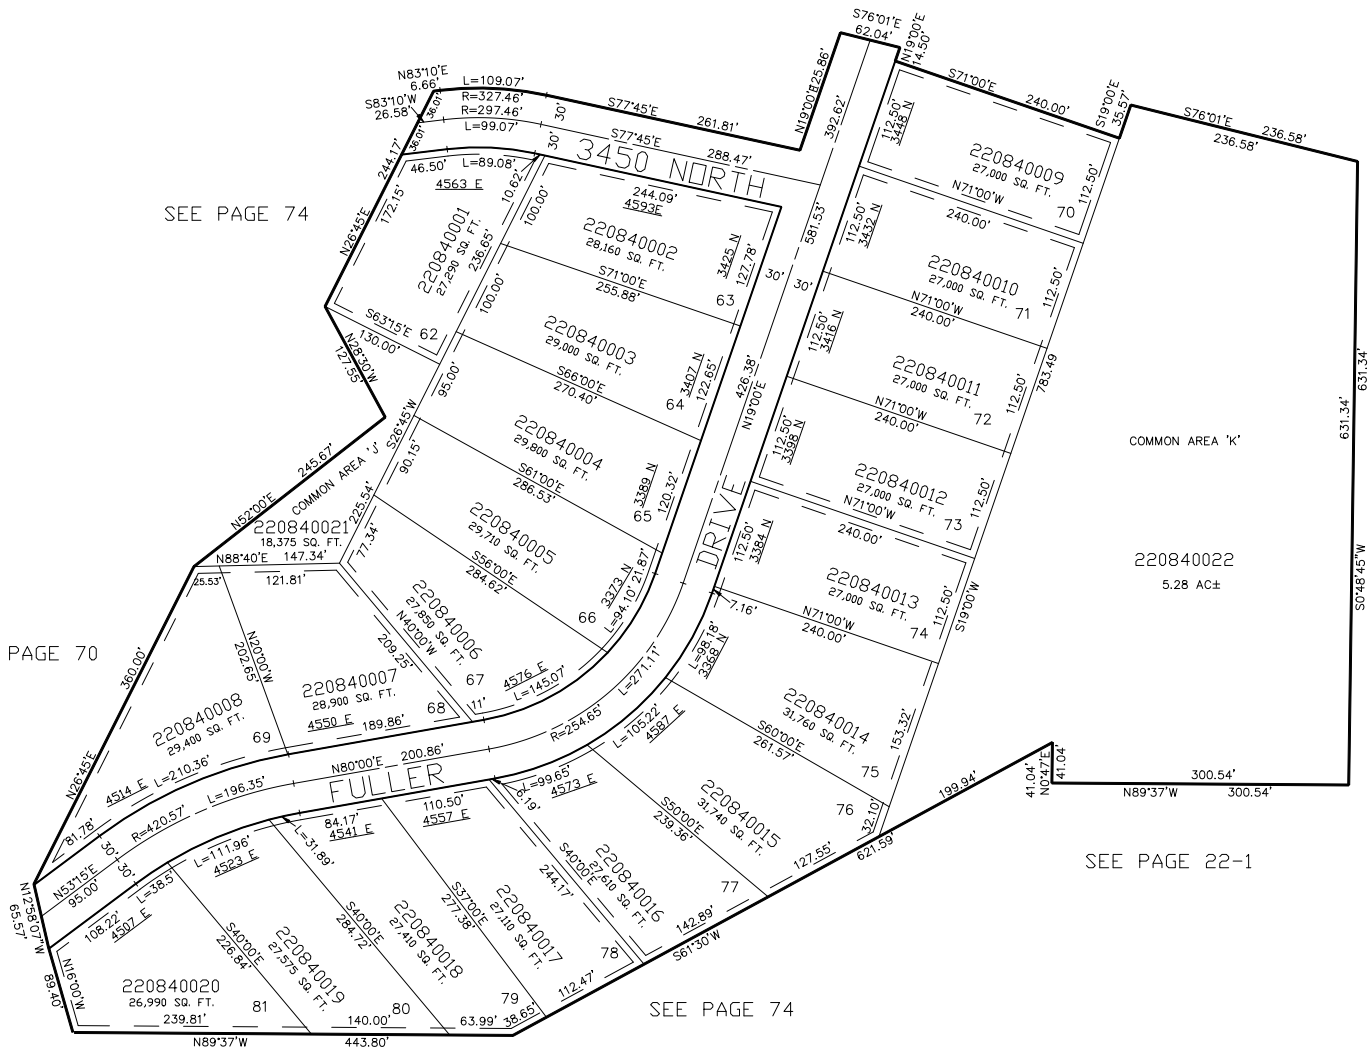 S76°01'E
62.04'
N19°00'E
14.50'
N19°00'E
125.86'
392.62'
S71°00'E
240.00'
S19°00'E
35.57'
S76°01'E
236.58'
236.58'
N83°10'E
6.66'
L=109.07'
R=327.46'
R=297.46'
L=99.07'
S83°10'W
26.58'
36.01'
36.01'
30'
30'
S77°45'E
261.81'
S77°45'E
288.47'
3450 NORTH
244.17'
46.50'
L=89.08'
4563 E
10.62'
N26°45'E
172.15'
SEE PAGE 74
220840001
27,290 SQ. FT.
236.65'
62
S63°15'E
130.00'
N28°30'W
127.55'
100.00'
244.09'
4593E
220840002
28,160 SQ. FT.
3425 N
127.78'
63
S71°00'E
255.88'
100.00'
220840003
29,000 SQ. FT.
3407 N
122.65'
64
S66°00'E
270.40'
95.00'
S26°45'W
220840004
29,800 SQ. FT.
3389 N
120.32'
65
S61°00'E
286.53'
90.15'
225.54'
220840005
29,710 SQ. FT.
3373 N
21.87'
L=94.10'
66
S56°00'E
284.62'
77.34'
220840006
27,850 SQ. FT.
N40°00'W
209.25'
67
4576 E
L=145.07'
11'
N52°00'E
245.67'
COMMON AREA 'J'
220840021
18,375 SQ. FT.
N88°40'E
147.34'
25.53'
121.81'
N20°00'W
202.65'
220840007
28,900 SQ. FT.
4550 E
189.86'
68
220840008
29,400 SQ. FT.
69
4514 E
L=210.36'
PAGE 70
360.00'
N26°45'E
81.78'
R=420.57'
L=196.35'
N80°00'E
200.86'
FULLER
DRIVE
30'
30'
N53°15'E
95.00'
N12°58'07"W
65.57'
89.40'
N16°00'W
108.22'
4507 E
L=38.5'
L=111.96'
4523 E
L=31.89'
84.17'
4541 E
110.50'
4557 E
6.19'
L=99.65'
4573 E
L=105.22'
4587 E
R=254.65'
L=271.11'
L=98.18'
3368 N
7.16'
581.53'
30'
30'
426.38'
N19°00'E
112.50'
3448 N
220840009
27,000 SQ. FT.
N71°00'W
240.00'
70
112.50'
112.50'
3432 N
220840010
27,000 SQ. FT.
N71°00'W
240.00'
71
112.50'
783.49
112.50'
3416 N
220840011
27,000 SQ. FT.
N71°00'W
240.00'
72
112.50'
112.50'
3398 N
220840012
27,000 SQ. FT.
N71°00'W
240.00'
73
112.50'
112.50'
3384 N
220840013
27,000 SQ. FT.
N71°00'W
240.00'
74
112.50'
S19°00'W
220840014
31,760 SQ. FT.
S60°00'E
261.57'
75
153.32'
76
32.10'
220840015
31,740 SQ. FT.
S50°00'E
239.36'
127.55'
77
220840016
27,610 SQ. FT.
S40°00'E
244.17'
142.89'
S61°30'W
78
220840017
27,110 SQ. FT.
S37°00'E
277.38'
112.47'
79
38.65'
220840018
27,410 SQ. FT.
S40°00'E
284.72'
80
140.00'
63.99'
220840019
27,575 SQ. FT.
S40°00'E
226.84'
81
220840020
26,990 SQ. FT.
239.81'
N89°37'W
443.80'
SEE PAGE 74
199.94'
621.59'
41.04'
N0°47'E
41.04'
300.54'
N89°37'W
300.54'
SEE PAGE 22-1
COMMON AREA 'K'
220840022
5.28 AC±
631.34'
631.34'
S0°48'45"W